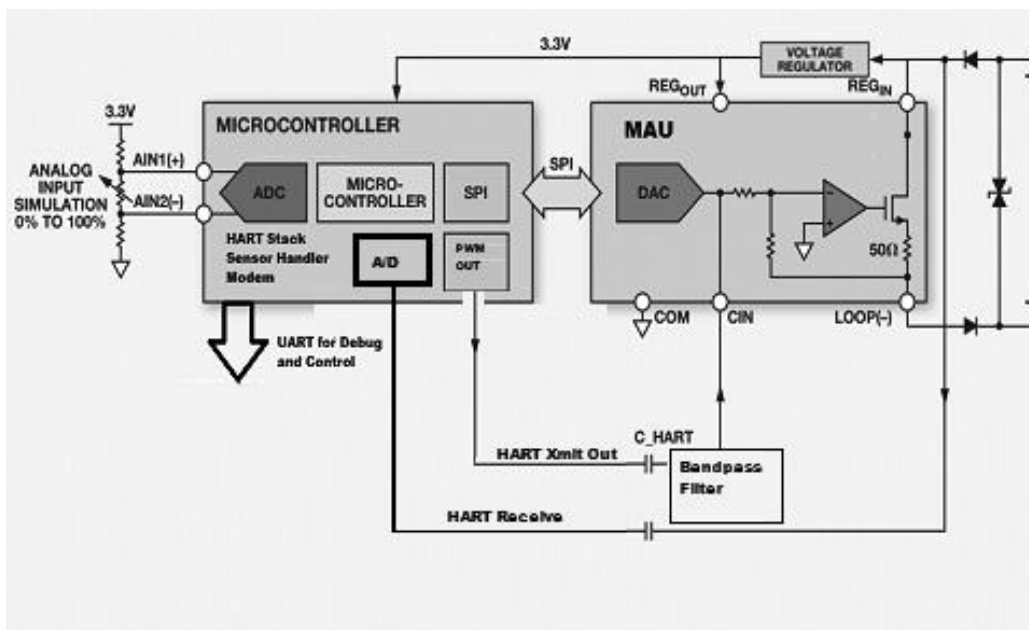 3.3V
VOLTAGE
REGULATOR
REGOUT
REGIN
3.3V
MICROCONTROLLER
MAU
ANALOG
INPUT
SIMULATION
0% TO 100%
AIN1(+)
AIN2(–)
ADC
MICRO-
CONTROLLER
SPI
SPI
DAC
–
+
50Ω
HART Stack
Sensor Handler
Modem
A/D
PWM
OUT
COM
CIN
LOOP(–)
UART for Debug
and Control
C_HART
HART Xmit Out
Bandpass
Filter
HART Receive